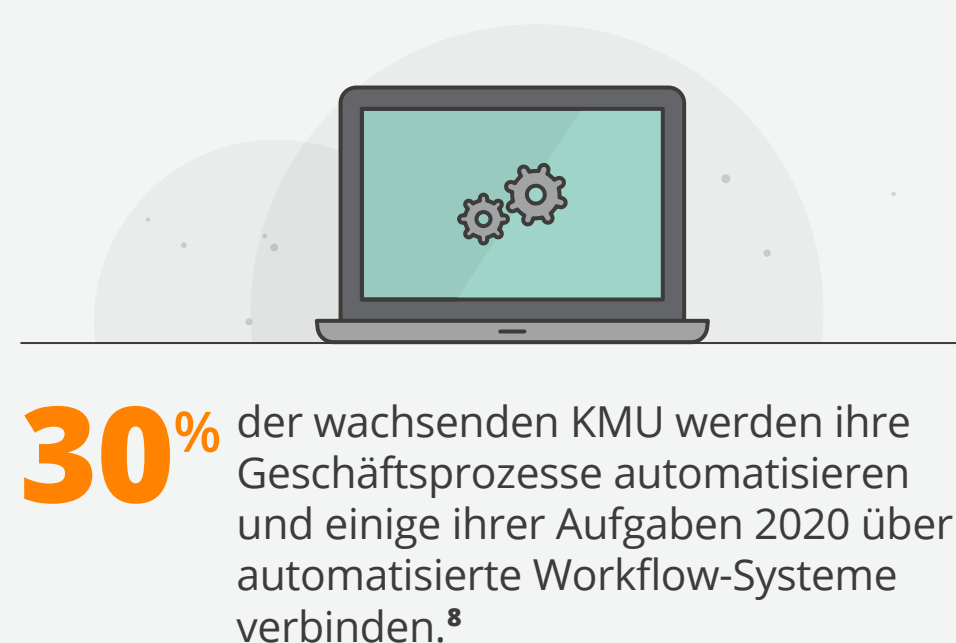 30% der wachsenden KMU werden ihre
Geschäftsprozesse automatisieren
und einige ihrer Aufgaben 2020 über
automatisierte Workflow-Systeme
verbinden.⁸